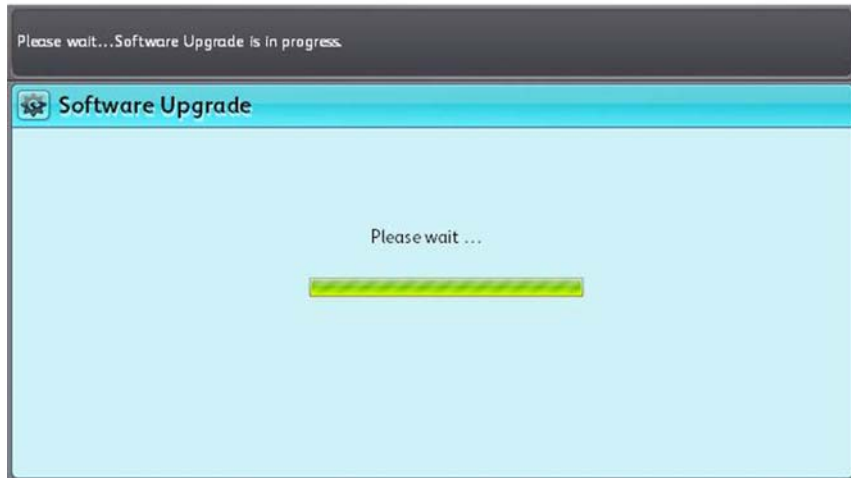 Please wait...Software Upgrade is in progress.
Software Upgrade
Please wait ...